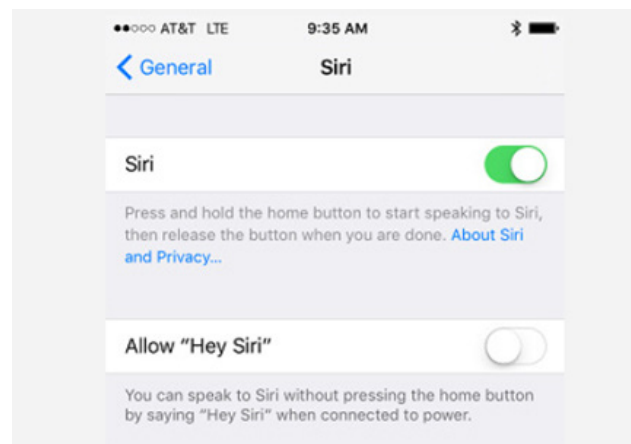 AT&T LTE 9:35 AM
General Siri
Siri
Press and hold the home button to start speaking to Siri,
then release the button when you are done. About Siri
and Privacy...
Allow “Hey Siri”
You can speak to Siri without pressing the home button
by saying “Hey Siri” when connected to power.